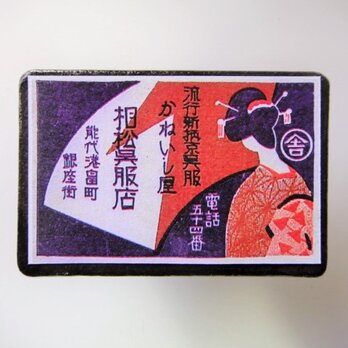 電話
五十四番
流行新柄呉服
かねいし屋
相松呉服店
能代港畠町
銀座街